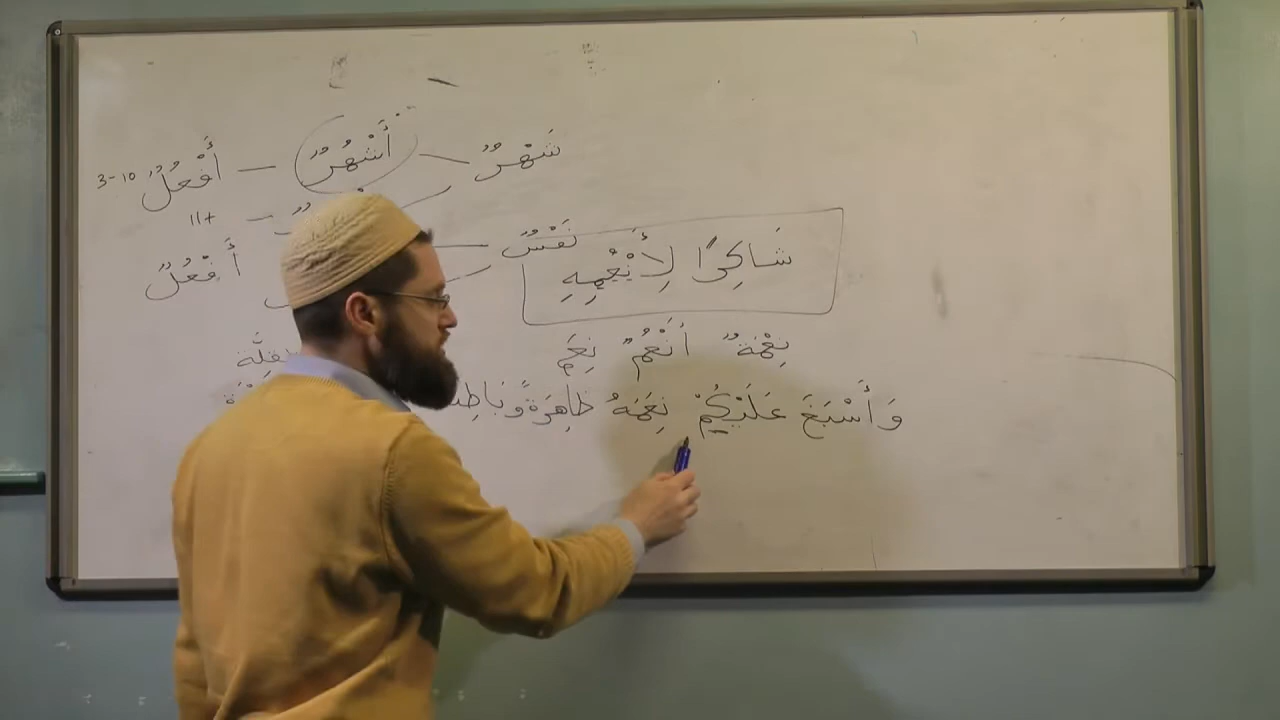 شَهْرٌ — أَشْهُرٌ — أَفْعُلٌ 3-10
— 11+
نَفْسٌ — أَفْعُلٌ
شَاكِرًا لِأَنْعُمِهِ
نِعْمَةٌ أَنْعُمٌ نِعَمٌ
وَأَسْبَغَ عَلَيْكُمْ نِعَمَهُ ظَاهِرَةً وَبَاطِنَةً